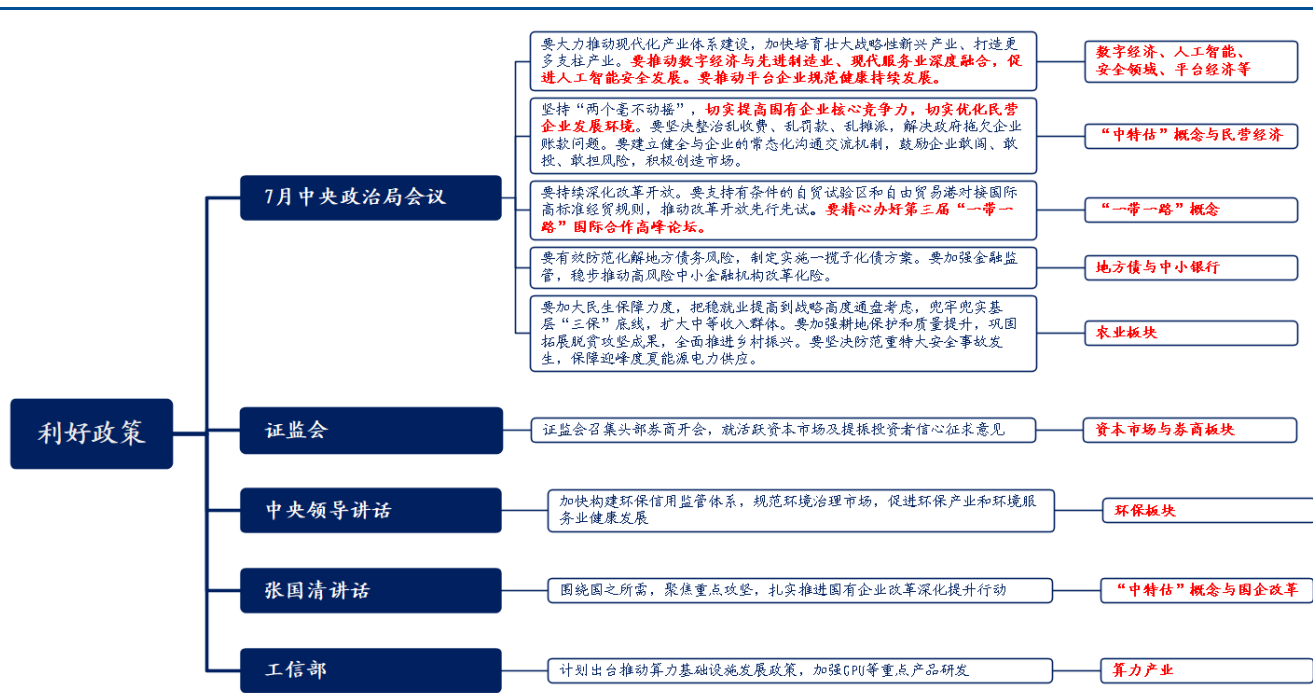 利好政策
7月中央政治局会议
要大力推动现代化产业体系建设，加快培育壮大战略性新兴产业、打造更
多支柱产业。要推动数字经济与先进制造业、现代服务业深度融合，促
进人工智能安全发展。要推动平台企业规范健康持续发展。
数字经济、人工智能、
安全领域、平台经济等
坚持“两个毫不动摇”，切实提高国有企业核心竞争力，切实优化民营
企业发展环境。要坚决整治乱收费、乱罚款、乱摊派，解决政府拖欠企业
账款问题。要建立健全与企业的常态化沟通交流机制，鼓励企业敢闯、敢
投、敢担风险，积极创造市场。
“中特估”概念与民营经济
要持续深化改革开放。要支持有条件的自贸试验区和自由贸易港对接国际
高标准经贸规则，推动改革开放先行先试。要精心办好第三届“一带一
路”国际合作高峰论坛。
“一带一路”概念
要有效防范化解地方债务风险，制定实施一揽子化债方案。要加强金融监
管，稳步推动高风险中小金融机构改革化险。
地方债与中小银行
要加大民生保障力度，把稳就业提高到战略高度通盘考虑，兜牢兜实基
层“三保”底线，扩大中等收入群体。要加强耕地保护和质量提升，巩固
拓展脱贫攻坚成果，全面推进乡村振兴。要坚决防范重特大安全事故发
生，保障迎峰度夏能源电力供应。
农业板块
证监会
证监会召集头部券商开会，就活跃资本市场及提振投资者信心征求意见
资本市场与券商板块
中央领导讲话
加快构建环保信用监管体系，规范环境治理市场，促进环保产业和环境服
务业健康发展
环保板块
张国清讲话
围绕国之所需，聚焦重点攻坚，扎实推进国有企业改革深化提升行动
“中特估”概念与国企改革
工信部
计划出台推动算力基础设施发展政策，加强GPU等重点产品研发
算力产业